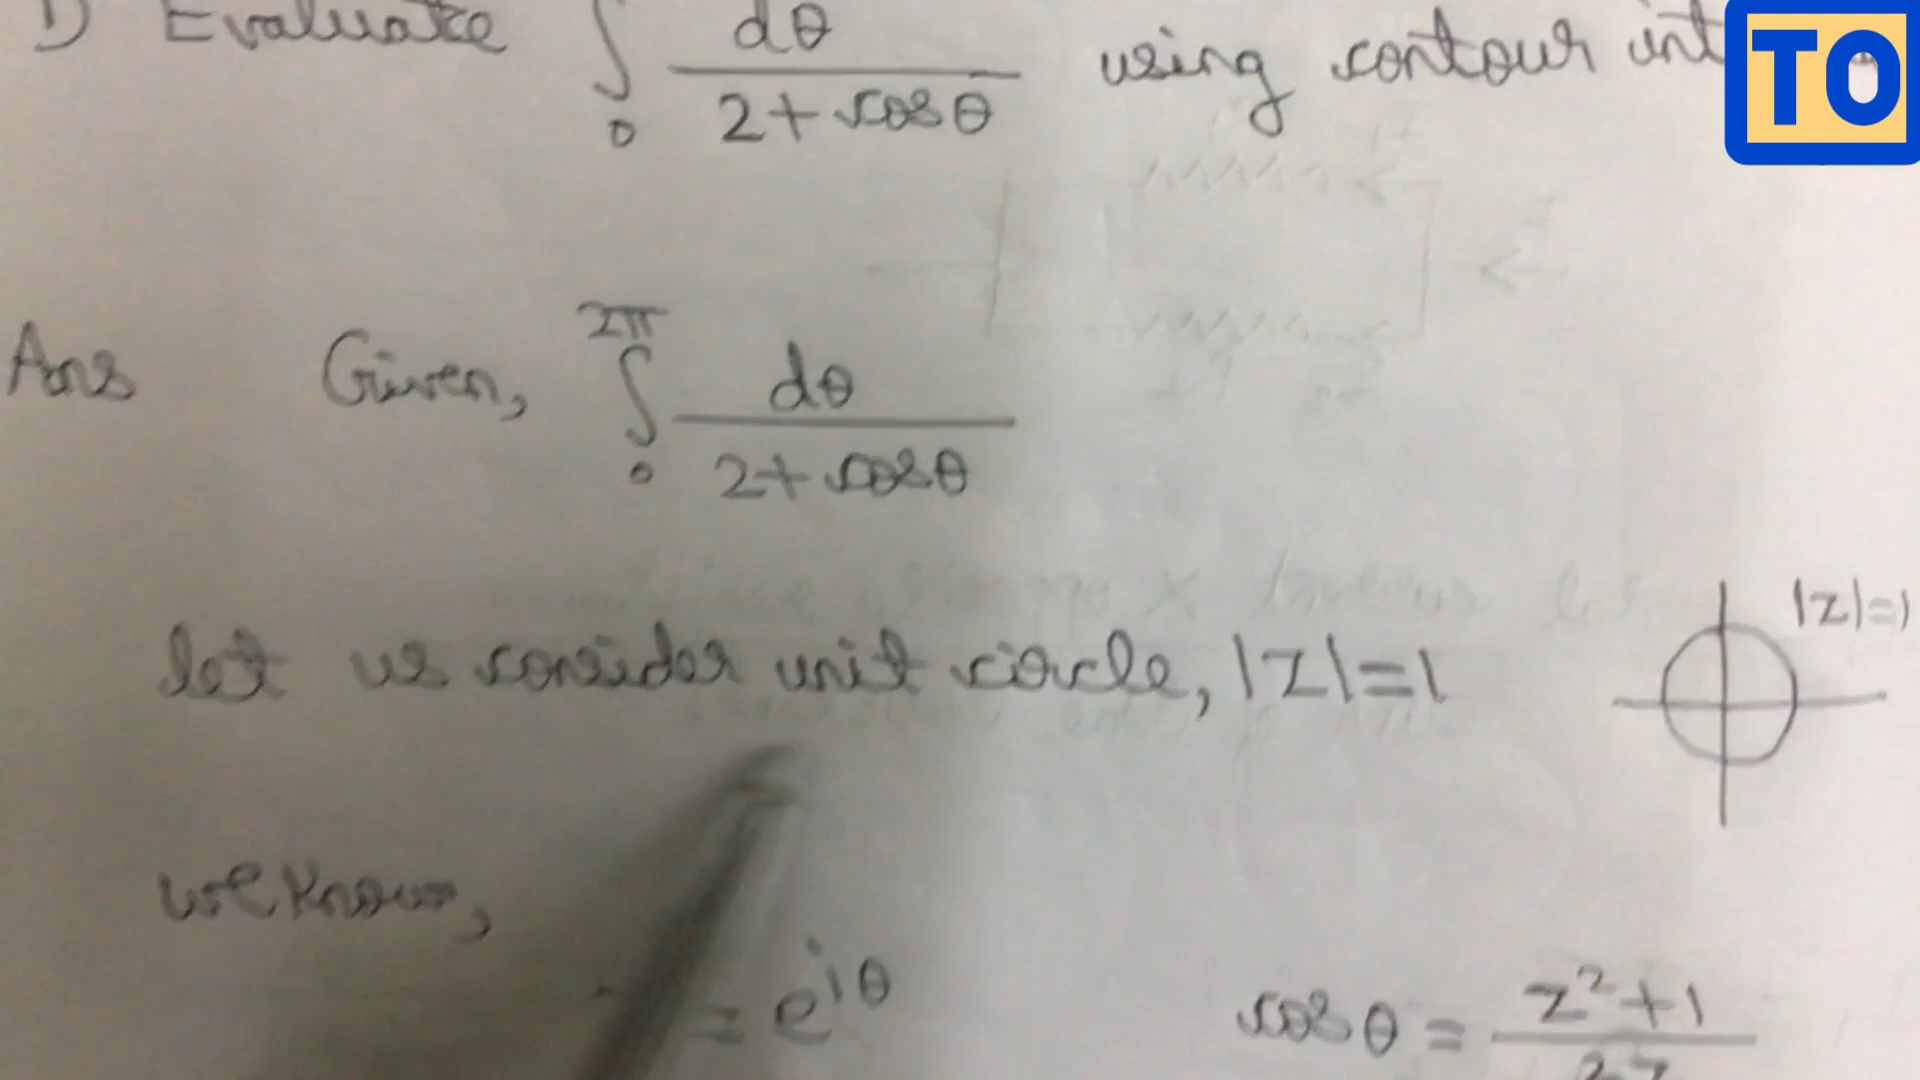 1) Evaluate ∫₀ dθ / 2 + cosθ using contour int
TO
Ans Given, ∫₀^2π dθ / 2 + cosθ
|z|=1
let us consider unit circle, |z|=1
we know,
= e^iθ cosθ = z²+1 / 2z